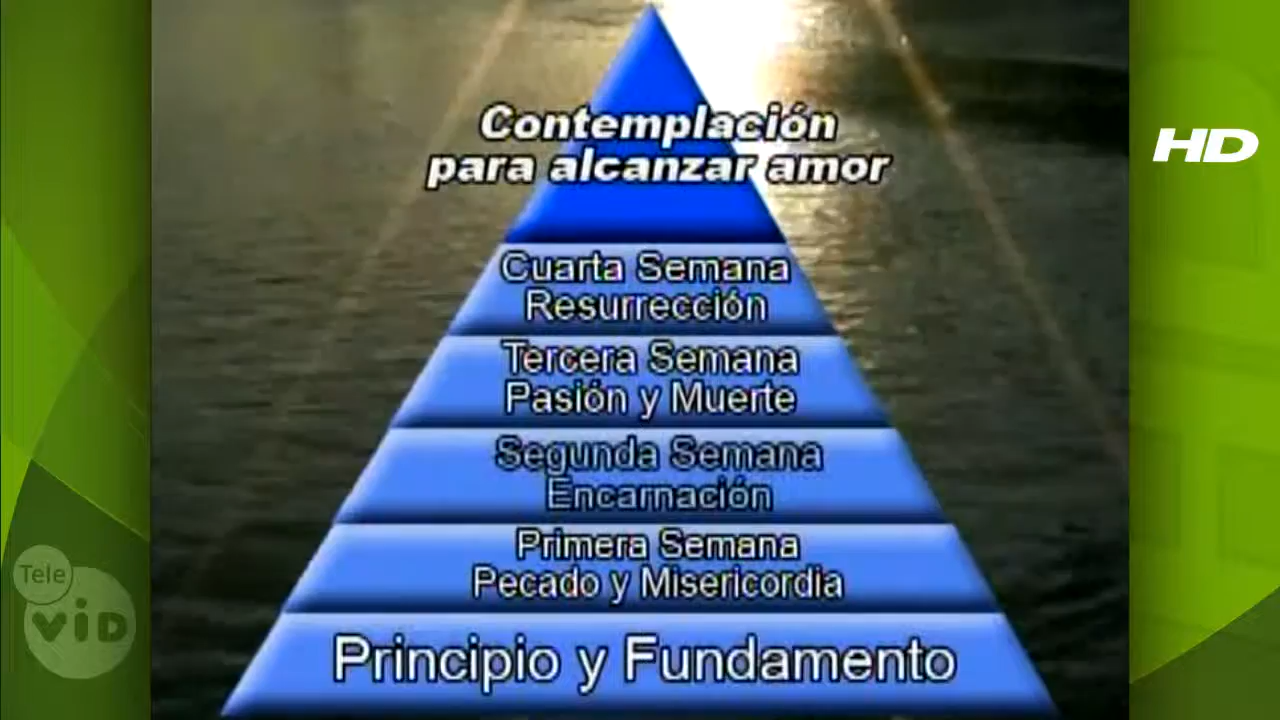 Contemplación
para alcanzar amor
HD
Cuarta Semana
Resurrección
Tercera Semana
Pasión y Muerte
Segunda Semana
Encarnación
Primera Semana
Pecado y Misericordia
Tele
ViD
Principio y Fundamento